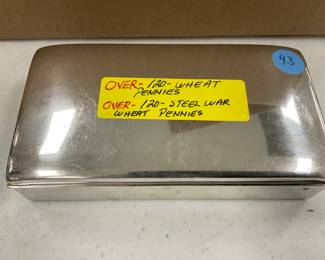 OVER- 120- WHEAT
PENNIES
OVER- 120- STEEL WAR
WHEAT PENNIES
43